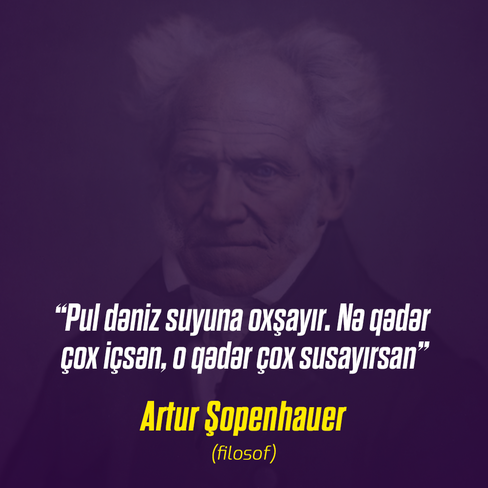 “Pul dəniz suyuna oxşayır. Nə qədər
çox içsən, o qədər çox susayırsan”
Artur Şopenhauer
(filosof)